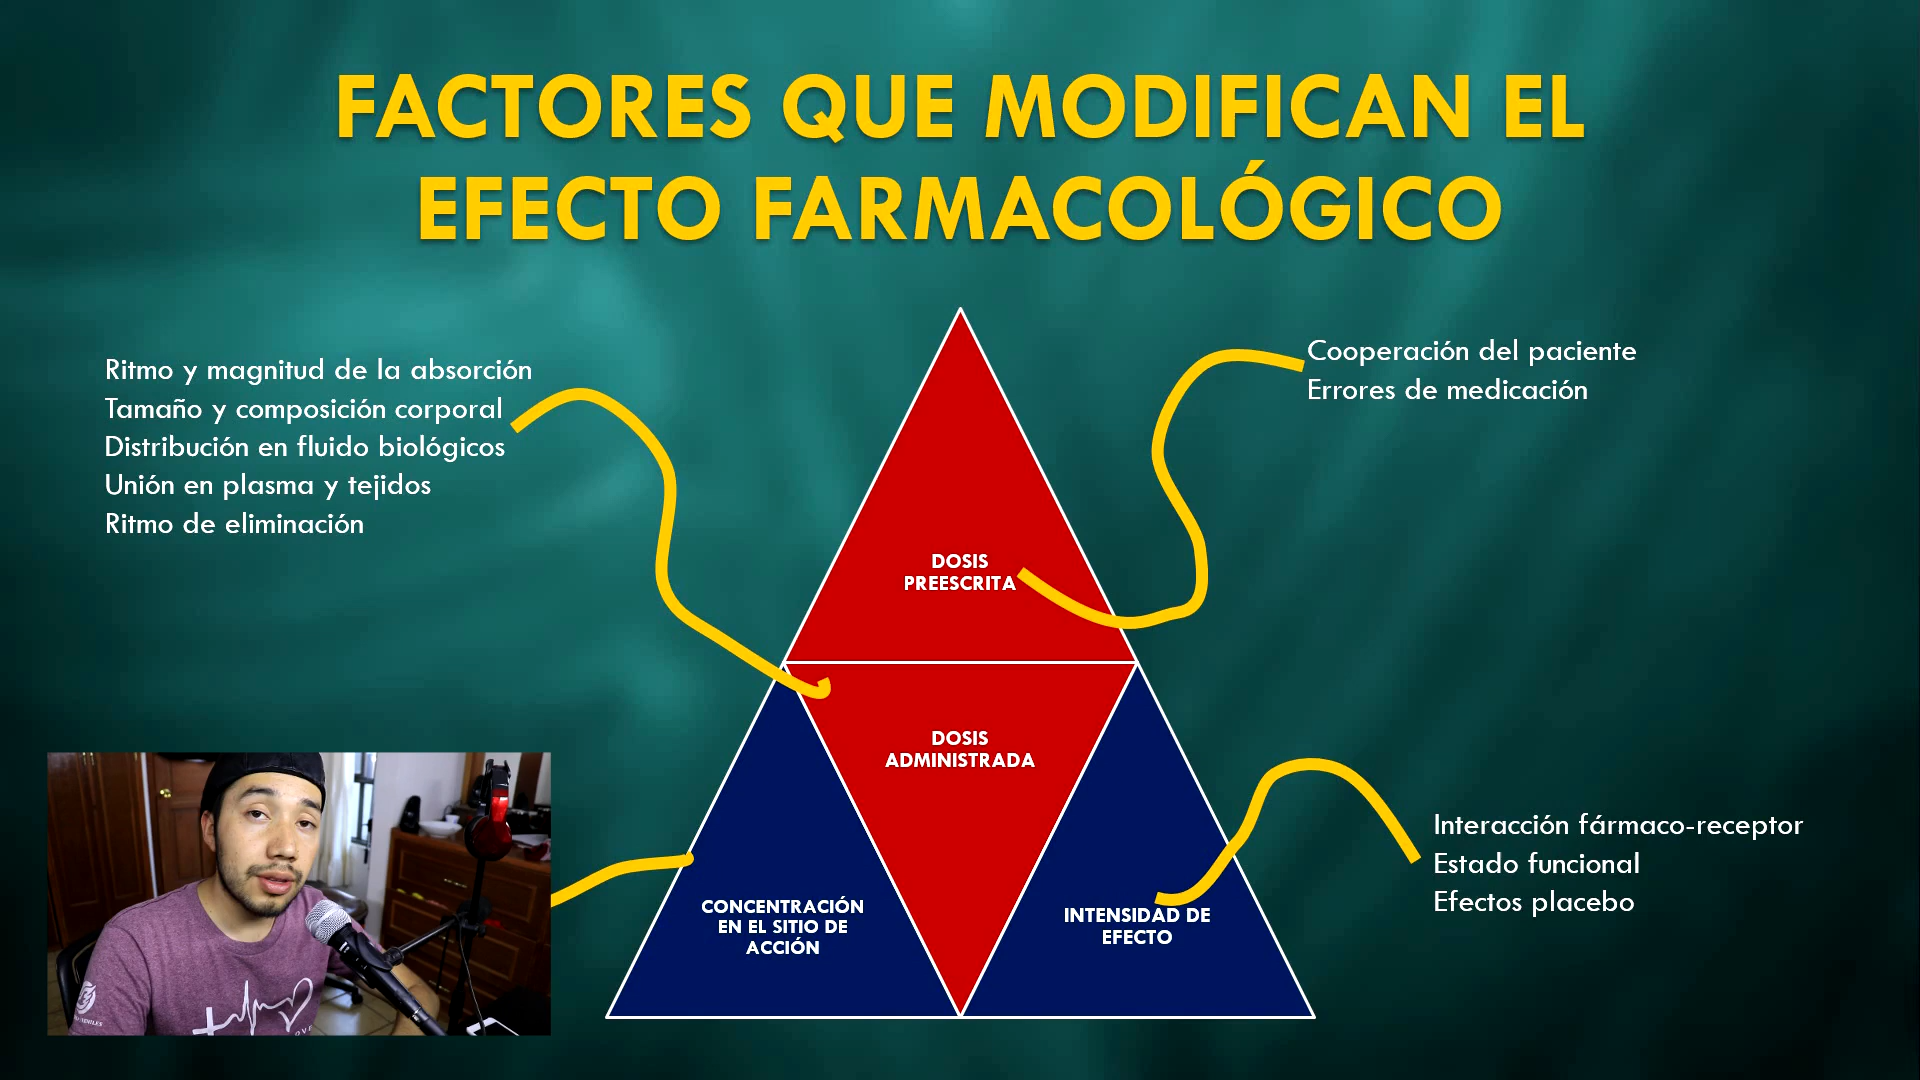 FACTORES QUE MODIFICAN EL
EFECTO FARMACOLÓGICO
Ritmo y magnitud de la absorción
Tamaño y composición corporal
Distribución en fluido biológicos
Unión en plasma y tejidos
Ritmo de eliminación
Cooperación del paciente
Errores de medicación
DOSIS
PREESCRITA
DOSIS
ADMINISTRADA
CONCENTRACIÓN
EN EL SITIO DE
ACCIÓN
INTENSIDAD DE
EFECTO
Interacción fármaco-receptor
Estado funcional
Efectos placebo